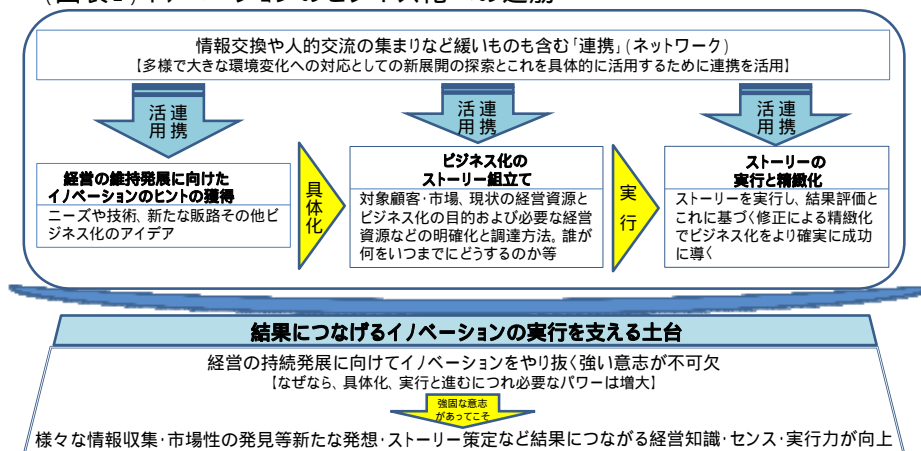 情報交換や人的交流の集まりなど緩いものも含む「連携」(ネットワーク)
【多様で大きな環境変化への対応としての新展開の探索とこれを具体的に活用するために連携を活用】
連携
活用
連携
活用
連携
活用
経営の維持発展に向けた
イノベーションのヒントの獲得
ニーズや技術、新たな販路その他ビ
ジネス化のアイデア
具体化
ビジネス化の
ストーリー組立て
対象顧客・市場、現状の経営資源と
ビジネス化の目的および必要な経営
資源などの明確化と調達方法。誰が
何をいつまでにどうするのか等
実行
ストーリーの
実行と精緻化
ストーリーを実行し、結果評価と
これに基づく修正による精緻化
でビジネス化をより確実に成功
に導く
結果につなげるイノベーションの実行を支える土台
経営の持続発展に向けてイノベーションをやり抜く強い意志が不可欠
【なぜなら、具体化、実行と進むにつれ必要なパワーは増大】
強固な意志
があってこそ
様々な情報収集・市場性の発見等新たな発想・ストーリー策定など結果につながる経営知識・センス・実行力が向上